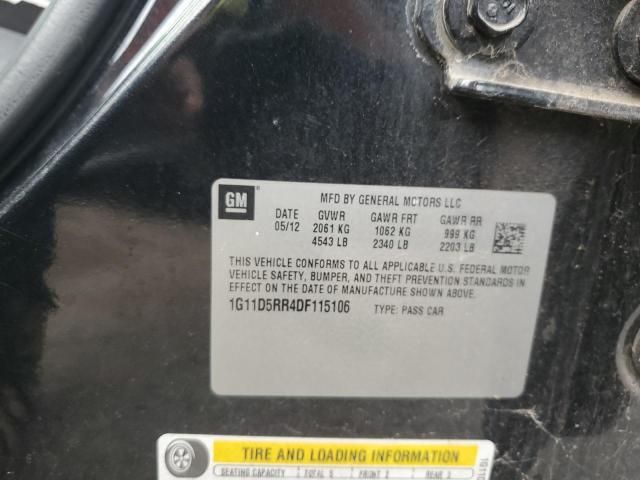 GM
MFD BY GENERAL MOTORS LLC
DATE GVWR GAWR FRT GAWR RR
05/12 2061 KG 1062 KG 999 KG
4543 LB 2340 LB 2203 LB
THIS VEHICLE CONFORMS TO ALL APPLICABLE U.S. FEDERAL MOTOR
VEHICLE SAFETY, BUMPER, AND THEFT PREVENTION STANDARDS IN
EFFECT ON THE DATE OF MANUFACTURE SHOWN ABOVE.
1G11D5RR4DF115106 TYPE: PASS CAR
TIRE AND LOADING INFORMATION
SEATING CAPACITY TOTAL 5 FRONT 2 REAR 3